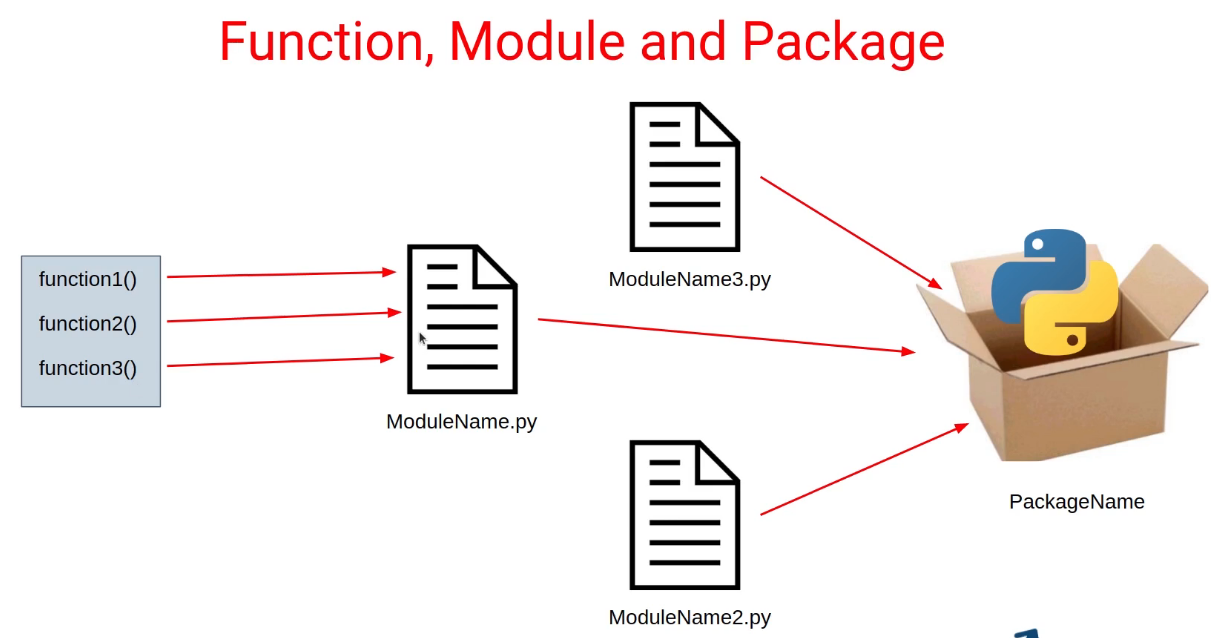 Function, Module and Package
function1()
function2()
function3()
ModuleName.py
ModuleName3.py
ModuleName2.py
PackageName